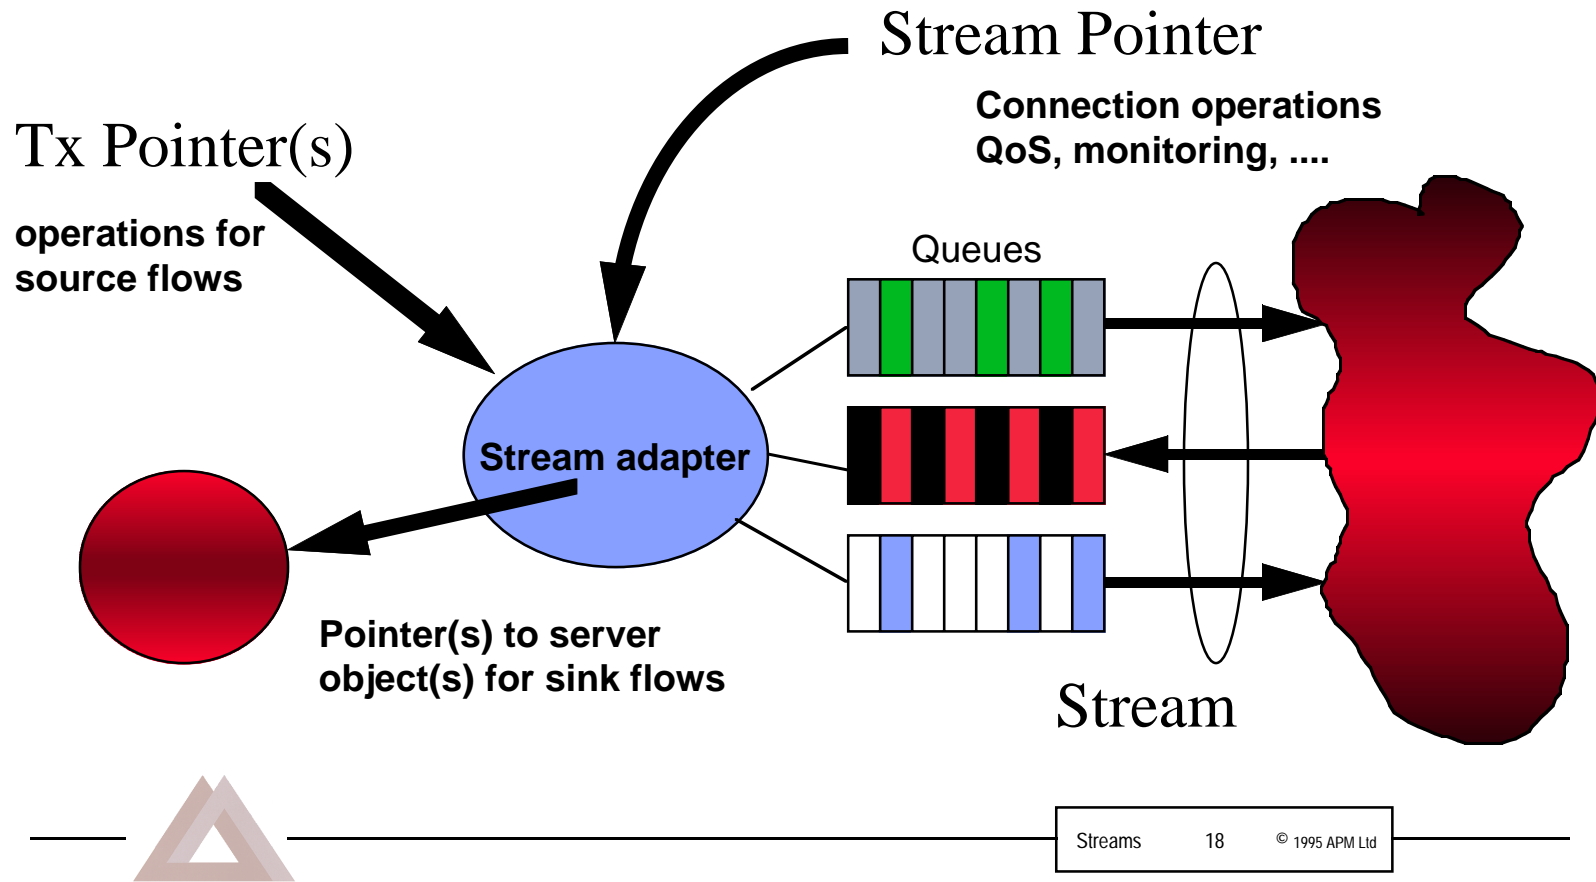 Stream Pointer
Connection operations
QoS, monitoring, ....
Tx Pointer(s)
operations for
source flows
Queues
Stream adapter
Pointer(s) to server
object(s) for sink flows
Stream
Streams 18 © 1995 APM Ltd